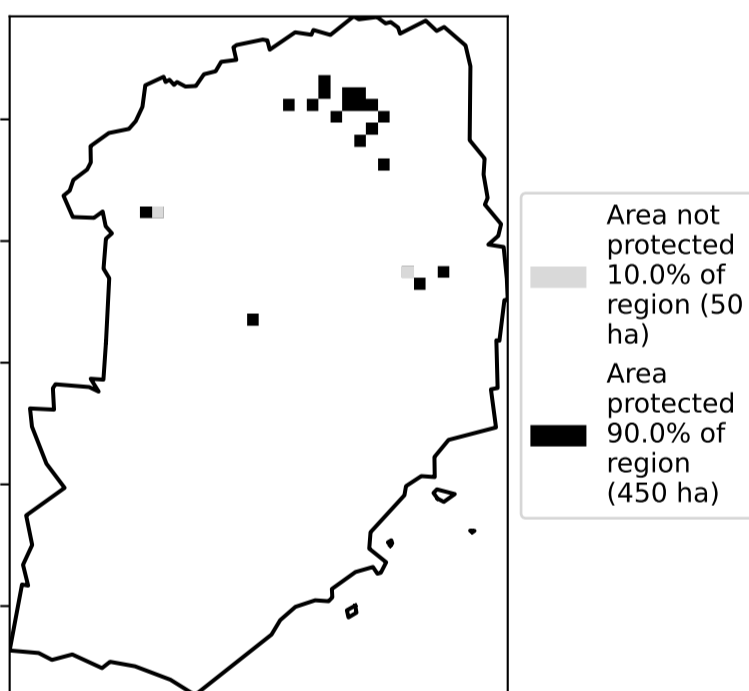 Area not
protected
10.0% of
region (50
ha)
Area
protected
90.0% of
region
(450 ha)